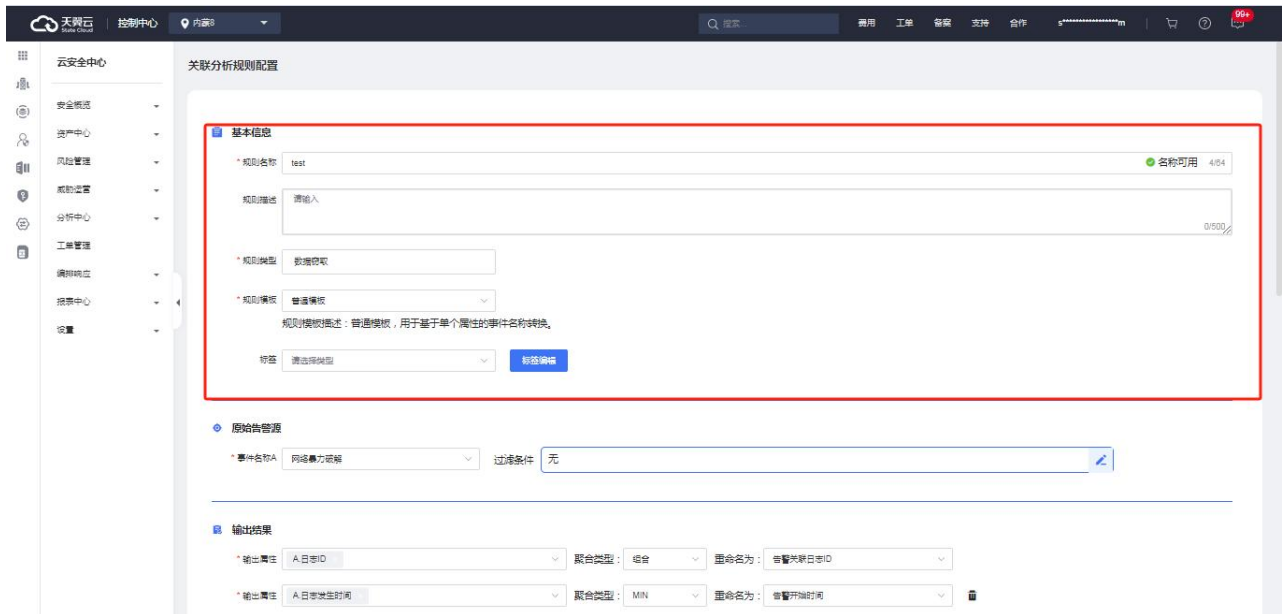 天翼云 State Cloud 控制中心 内蒙8 搜索... 费用 工单 备案 支持 合作 s******************m 99+
云安全中心
安全概览
资产中心
风险管理
威胁运营
分析中心
工单管理
编排响应
报表中心
设置
关联分析规则配置
基本信息
* 规则名称 test 名称可用 4/64
规则描述 请输入
0/500
* 规则类型 数据窃取
* 规则模板 普通模板
规则模板描述：普通模板，用于基于单个属性的事件名称转换。
标签 请选择类型 标签编辑
原始告警源
* 事件名称A 网络暴力破解 过滤条件 无
输出结果
* 输出属性 A.日志ID 聚合类型： 组合 重命名为： 告警关联日志ID
* 输出属性 A.日志发生时间 聚合类型： MIN 重命名为： 告警开始时间